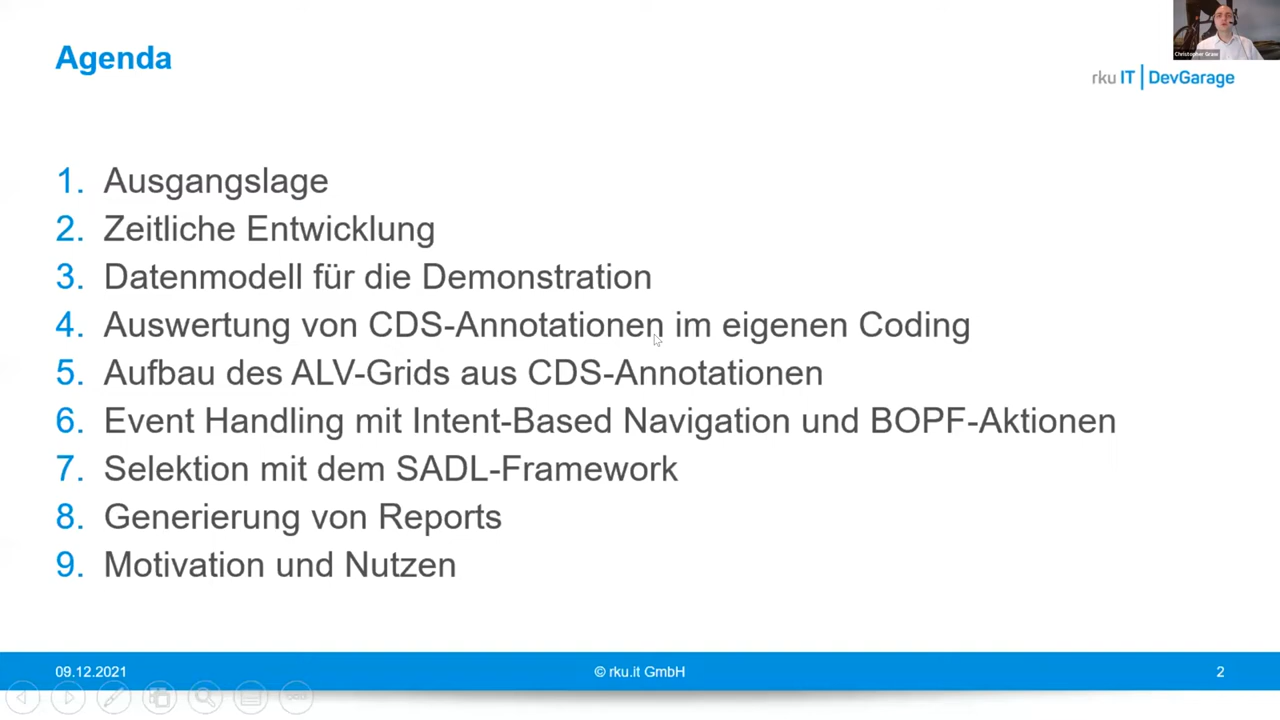 Agenda
Christopher Grasse
rku IT | DevGarage
1. Ausgangslage
2. Zeitliche Entwicklung
3. Datenmodell für die Demonstration
4. Auswertung von CDS-Annotationen im eigenen Coding
5. Aufbau des ALV-Grids aus CDS-Annotationen
6. Event Handling mit Intent-Based Navigation und BOPF-Aktionen
7. Selektion mit dem SADL-Framework
8. Generierung von Reports
9. Motivation und Nutzen
09.12.2021
© rku.it GmbH
2